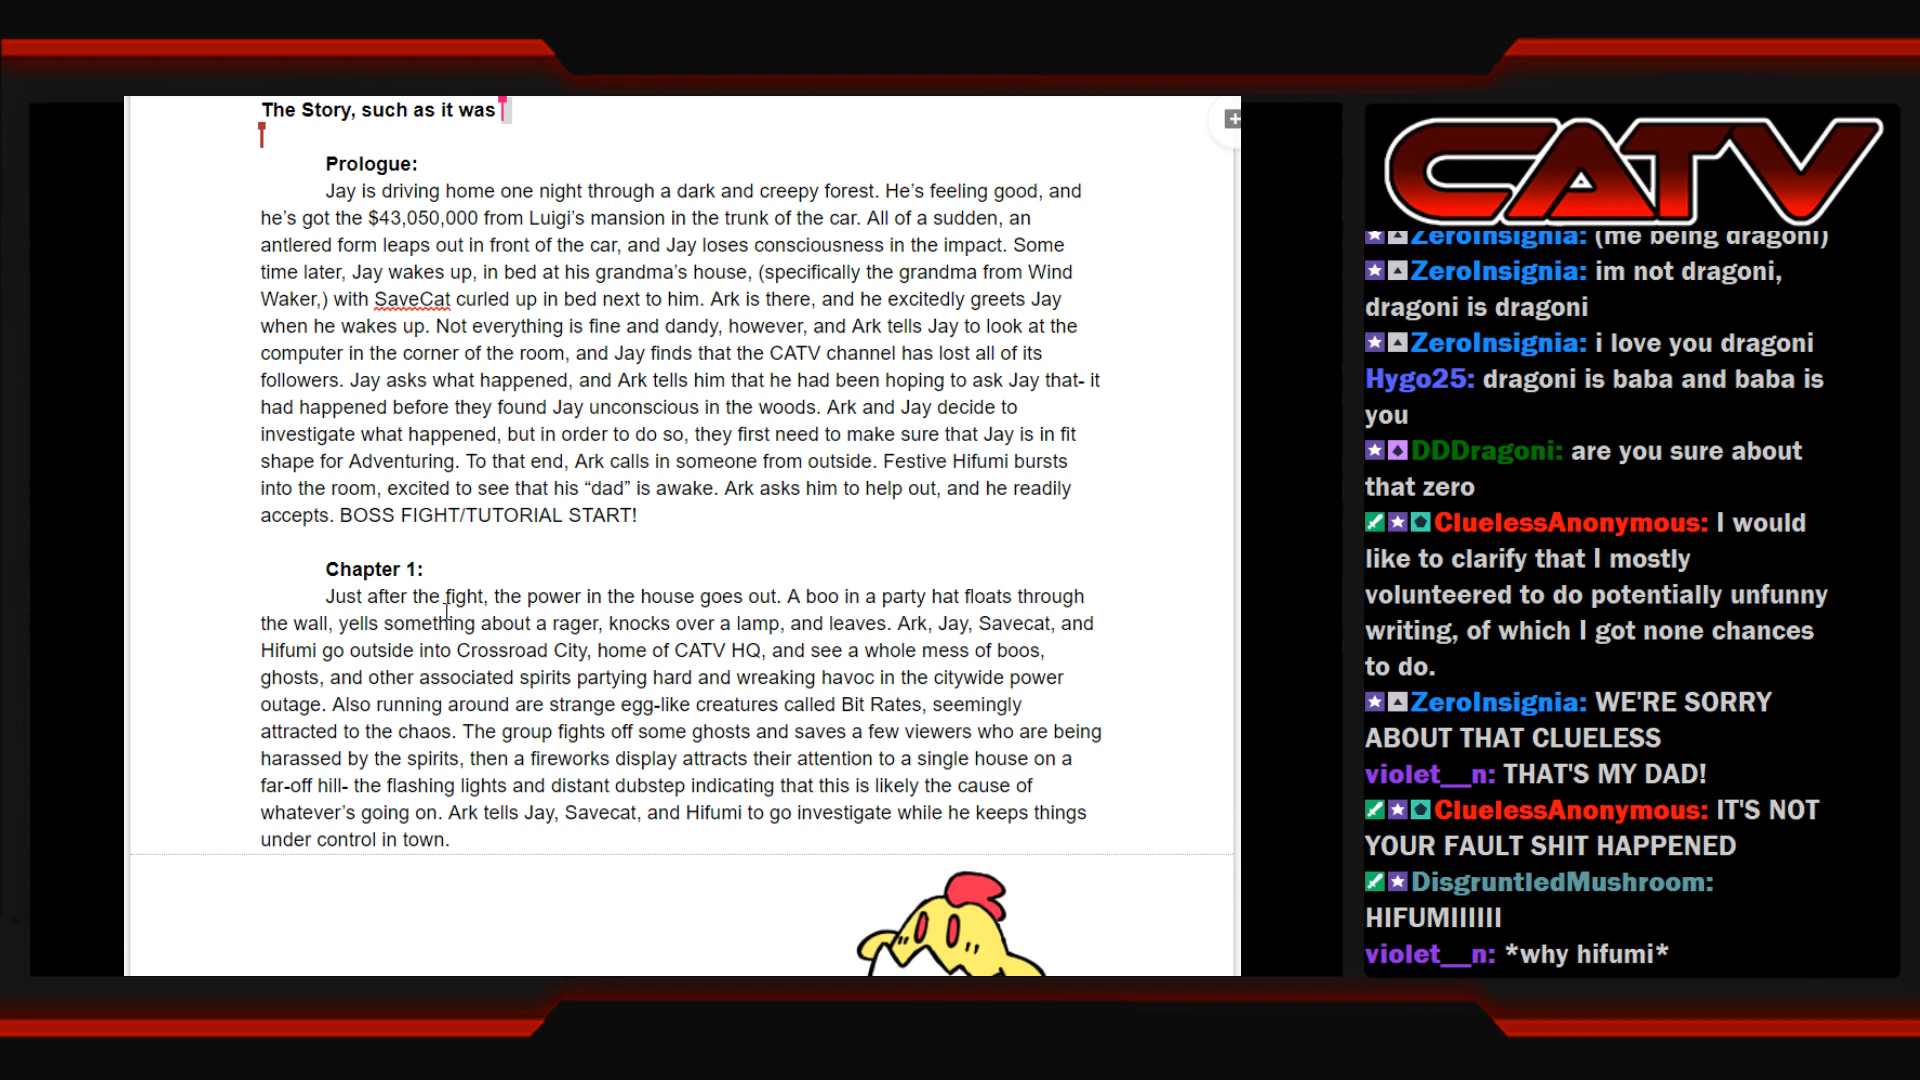 The Story, such as it was
Prologue:
Jay is driving home one night through a dark and creepy forest. He’s feeling good, and
he’s got the $43,050,000 from Luigi’s mansion in the trunk of the car. All of a sudden, an
antlered form leaps out in front of the car, and Jay loses consciousness in the impact. Some
time later, Jay wakes up, in bed at his grandma’s house, (specifically the grandma from Wind
Waker,) with SaveCat curled up in bed next to him. Ark is there, and he excitedly greets Jay
when he wakes up. Not everything is fine and dandy, however, and Ark tells Jay to look at the
computer in the corner of the room, and Jay finds that the CATV channel has lost all of its
followers. Jay asks what happened, and Ark tells him that he had been hoping to ask Jay that- it
had happened before they found Jay unconscious in the woods. Ark and Jay decide to
investigate what happened, but in order to do so, they first need to make sure that Jay is in fit
shape for Adventuring. To that end, Ark calls in someone from outside. Festive Hifumi bursts
into the room, excited to see that his “dad” is awake. Ark asks him to help out, and he readily
accepts. BOSS FIGHT/TUTORIAL START!
Chapter 1:
Just after the fight, the power in the house goes out. A boo in a party hat floats through
the wall, yells something about a rager, knocks over a lamp, and leaves. Ark, Jay, Savecat, and
Hifumi go outside into Crossroad City, home of CATV HQ, and see a whole mess of boos,
ghosts, and other associated spirits partying hard and wreaking havoc in the citywide power
outage. Also running around are strange egg-like creatures called Bit Rates, seemingly
attracted to the chaos. The group fights off some ghosts and saves a few viewers who are being
harassed by the spirits, then a fireworks display attracts their attention to a single house on a
far-off hill- the flashing lights and distant dubstep indicating that this is likely the cause of
whatever’s going on. Ark tells Jay, Savecat, and Hifumi to go investigate while he keeps things
under control in town.
CATV
ZeroInsignia: (me being dragoni)
ZeroInsignia: im not dragoni,
dragoni is dragoni
ZeroInsignia: i love you dragoni
Hygo25: dragoni is baba and baba is
you
DDDragoni: are you sure about
that zero
CluelessAnonymous: I would
like to clarify that I mostly
volunteered to do potentially unfunny
writing, of which I got none chances
to do.
ZeroInsignia: WE'RE SORRY
ABOUT THAT CLUELESS
violet__n: THAT'S MY DAD!
CluelessAnonymous: IT'S NOT
YOUR FAULT SHIT HAPPENED
DisgruntledMushroom:
HIFUMIIIIII
violet__n: *why hifumi*